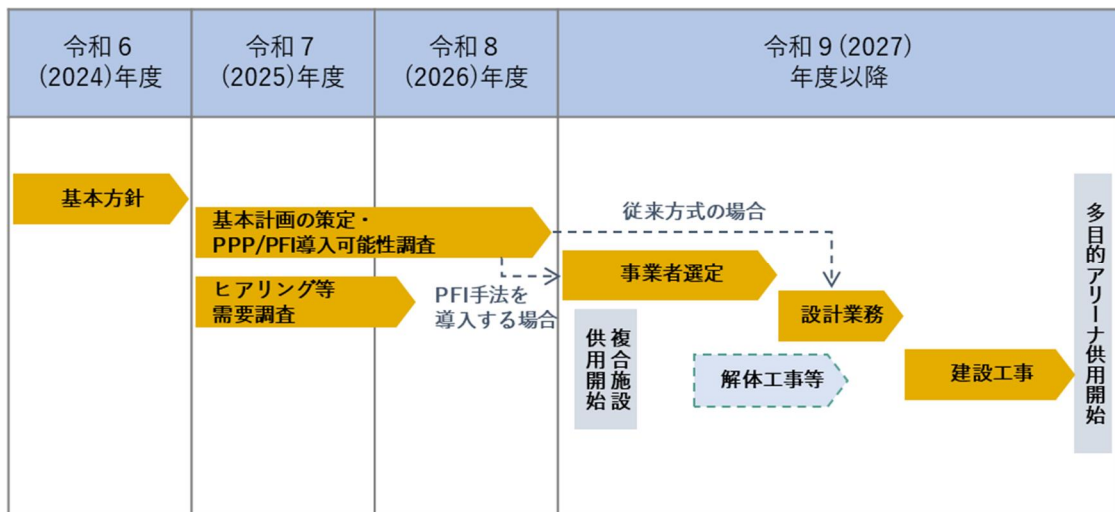 令和６
(2024)年度
令和７
(2025)年度
令和８
(2026)年度
令和９(2027)
年度以降
基本方針
基本計画の策定・
PPP/PFI導入可能性調査
ヒアリング等
需要調査
従来方式の場合
PFI手法を
導入する場合
事業者選定
設計業務
複合施設
供用開始
解体工事等
建設工事
多目的アリーナ供用開始